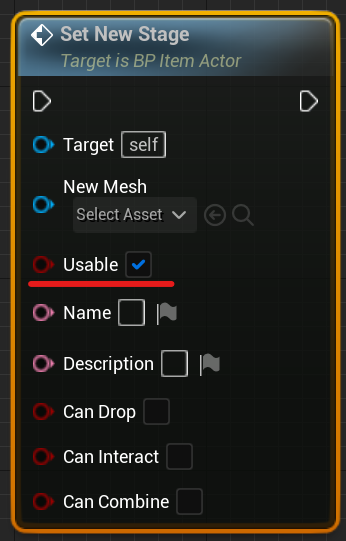 Set New Stage
Target is BP Item Actor
Target self
New Mesh
Select Asset
Usable
Name
Description
Can Drop
Can Interact
Can Combine